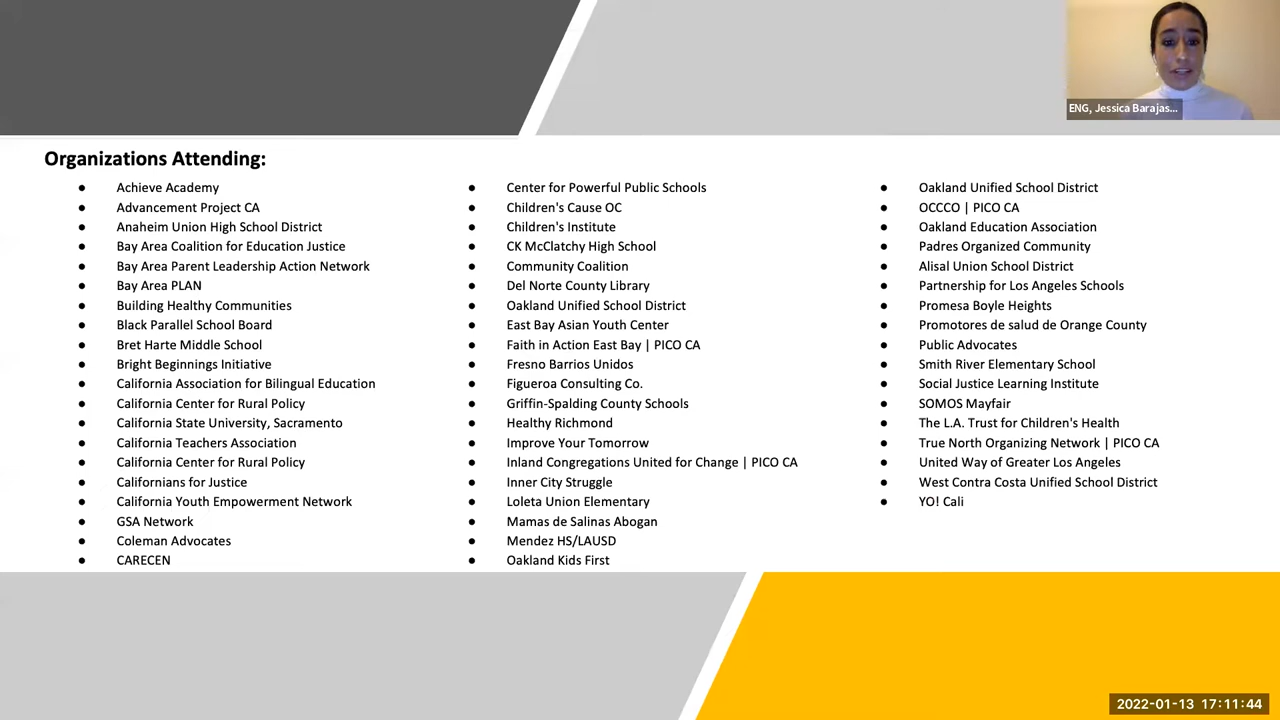 ENG, Jessica Barajas...
Organizations Attending:
● Achieve Academy
● Advancement Project CA
● Anaheim Union High School District
● Bay Area Coalition for Education Justice
● Bay Area Parent Leadership Action Network
● Bay Area PLAN
● Building Healthy Communities
● Black Parallel School Board
● Bret Harte Middle School
● Bright Beginnings Initiative
● California Association for Bilingual Education
● California Center for Rural Policy
● California State University, Sacramento
● California Teachers Association
● California Center for Rural Policy
● Californians for Justice
● California Youth Empowerment Network
● GSA Network
● Coleman Advocates
● CARECEN
● Center for Powerful Public Schools
● Children's Cause OC
● Children's Institute
● CK McClatchy High School
● Community Coalition
● Del Norte County Library
● Oakland Unified School District
● East Bay Asian Youth Center
● Faith in Action East Bay | PICO CA
● Fresno Barrios Unidos
● Figueroa Consulting Co.
● Griffin-Spalding County Schools
● Healthy Richmond
● Improve Your Tomorrow
● Inland Congregations United for Change | PICO CA
● Inner City Struggle
● Loleta Union Elementary
● Mamas de Salinas Abogan
● Mendez HS/LAUSD
● Oakland Kids First
● Oakland Unified School District
● OCCCO | PICO CA
● Oakland Education Association
● Padres Organized Community
● Alisal Union School District
● Partnership for Los Angeles Schools
● Promesa Boyle Heights
● Promotores de salud de Orange County
● Public Advocates
● Smith River Elementary School
● Social Justice Learning Institute
● SOMOS Mayfair
● The L.A. Trust for Children's Health
● True North Organizing Network | PICO CA
● United Way of Greater Los Angeles
● West Contra Costa Unified School District
● YO! Cali
2022-01-13 17:11:44